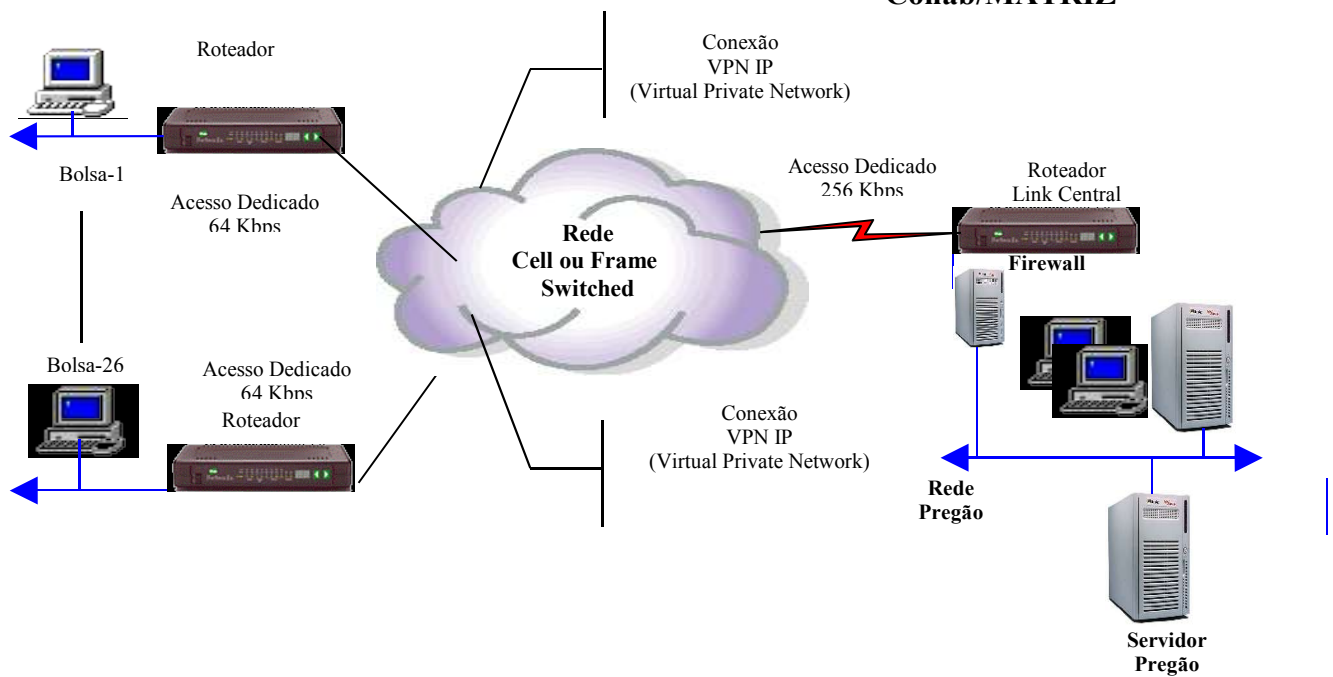 Conab/MATRIZ
Roteador
Conexão
VPN IP
(Virtual Private Network)
Bolsa-1
Acesso Dedicado
64 Kbps
Acesso Dedicado
256 Kbps
Roteador
Link Central
Rede
Cell ou Frame
Switched
Firewall
Bolsa-26
Acesso Dedicado
64 Kbps
Roteador
Conexão
VPN IP
(Virtual Private Network)
Rede
Pregão
Servidor
Pregão